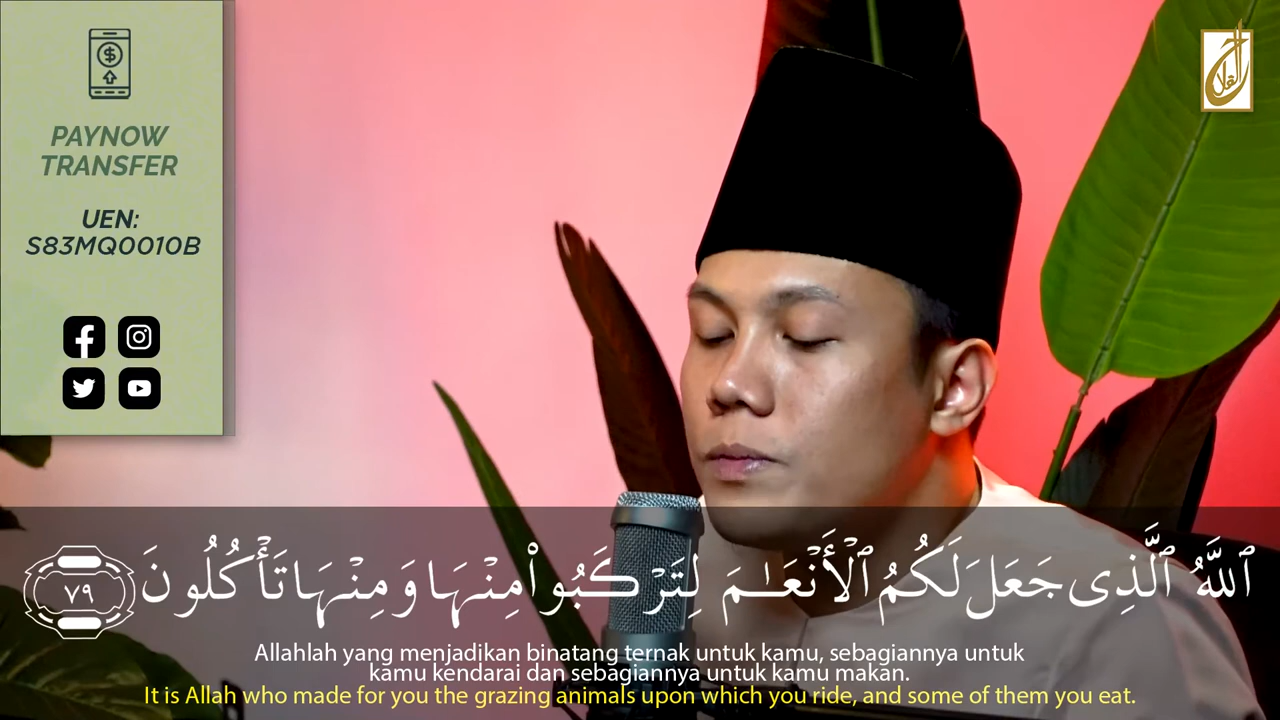 PAYNOW
TRANSFER
UEN:
S83MQ0010B
ٱللَّهُ ٱلَّذِى جَعَلَ لَكُمُ ٱلْأَنْعَـٰمَ لِتَرْكَبُوا۟ مِنْهَا وَمِنْهَا تَأْكُلُونَ ٧٩
Allahlah yang menjadikan binatang ternak untuk kamu, sebagiannya untuk
kamu kendarai dan sebagiannya untuk kamu makan.
It is Allah who made for you the grazing animals upon which you ride, and some of them you eat.